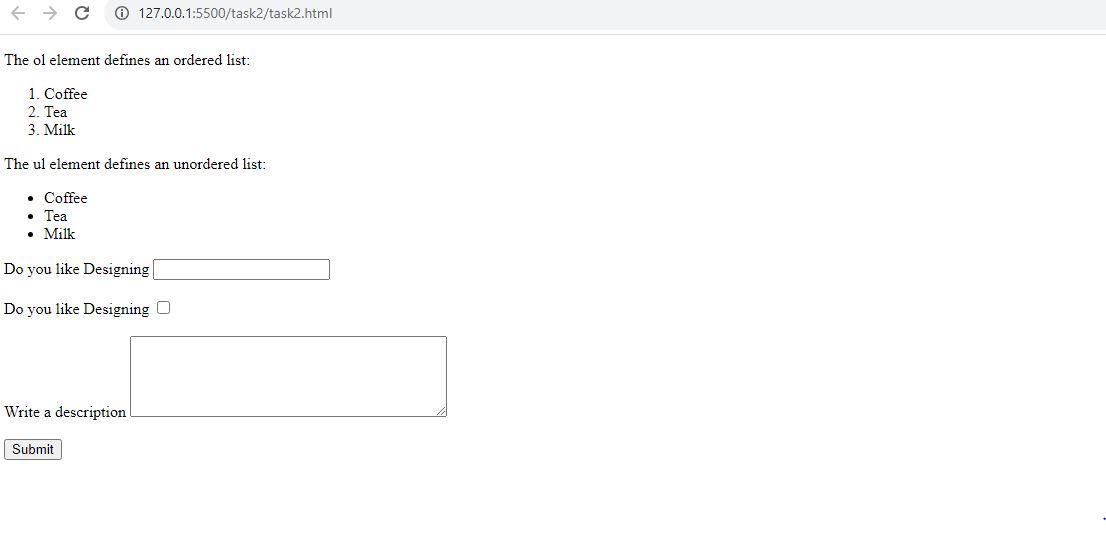 127.0.0.1:5500/task2/task2.html
The ol element defines an ordered list:
1. Coffee
2. Tea
3. Milk
The ul element defines an unordered list:
• Coffee
• Tea
• Milk
Do you like Designing
Do you like Designing
Write a description
Submit